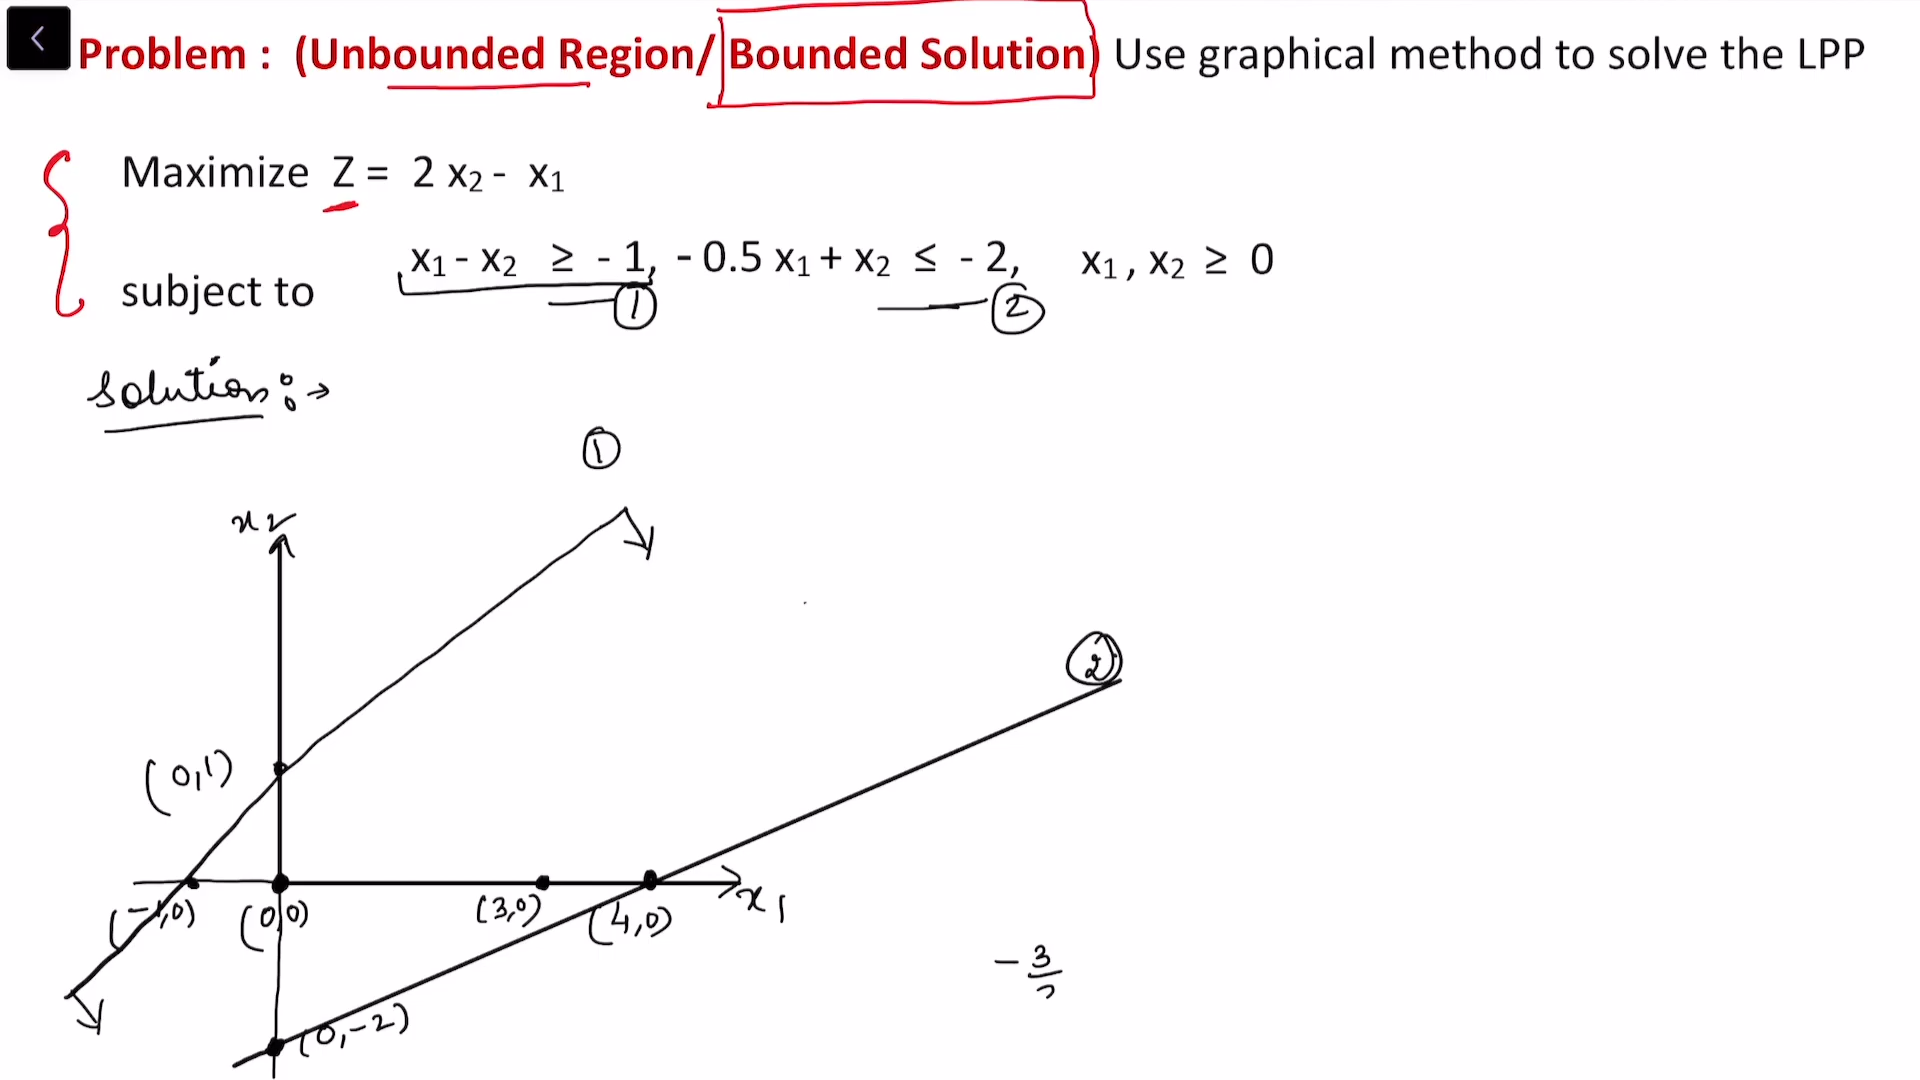 Problem : (Unbounded Region/ Bounded Solution) Use graphical method to solve the LPP
Maximize Z = 2 x₂ - x₁
subject to x₁ - x₂ ≥ - 1, - 0.5 x₁ + x₂ ≤ - 2, x₁ , x₂ ≥ 0
① ②
Solution :→
①
x₂
②
(0,1)
(-1,0) (0,0) (3,0) (4,0) x₁
- 3/2
(0,-2)